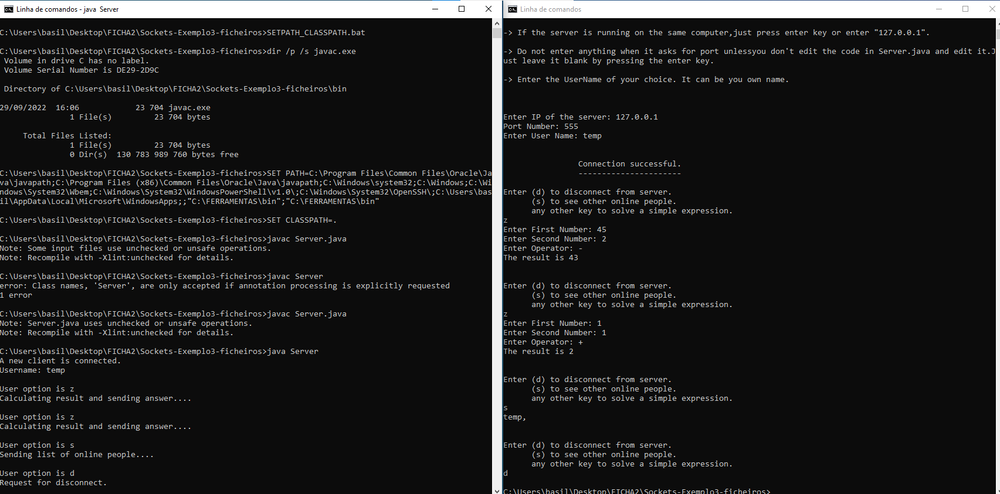 Linha de comandos - java  Server
C:\Users\basil\Desktop\FICHA2\Sockets-Exemplo3-ficheiros>SETPATH_CLASSPATH.bat
C:\Users\basil\Desktop\FICHA2\Sockets-Exemplo3-ficheiros>dir /p /s javac.exe
 Volume in drive C has no label.
 Volume Serial Number is DE29-2D9C
 Directory of C:\Users\basil\Desktop\FICHA2\Sockets-Exemplo3-ficheiros\bin
29/09/2022  16:06            23 704 javac.exe
               1 File(s)         23 704 bytes
     Total Files Listed:
               1 File(s)         23 704 bytes
               0 Dir(s)  130 783 989 760 bytes free
C:\Users\basil\Desktop\FICHA2\Sockets-Exemplo3-ficheiros>SET PATH=C:\Program Files\Common Files\Oracle\Ja
va\javapath;C:\Program Files (x86)\Common Files\Oracle\Java\javapath;C:\Windows\system32;C:\Windows;C:\Wi
ndows\System32\Wbem;C:\Windows\System32\WindowsPowerShell\v1.0\;C:\Windows\System32\OpenSSH\;C:\Users\bas
il\AppData\Local\Microsoft\WindowsApps;;"C:\FERRAMENTAS\bin";"C:\FERRAMENTAS\bin"
C:\Users\basil\Desktop\FICHA2\Sockets-Exemplo3-ficheiros>SET CLASSPATH=.
C:\Users\basil\Desktop\FICHA2\Sockets-Exemplo3-ficheiros>javac Server.java
Note: Some input files use unchecked or unsafe operations.
Note: Recompile with -Xlint:unchecked for details.
C:\Users\basil\Desktop\FICHA2\Sockets-Exemplo3-ficheiros>javac Server
error: Class names, 'Server', are only accepted if annotation processing is explicitly requested
1 error
C:\Users\basil\Desktop\FICHA2\Sockets-Exemplo3-ficheiros>javac Server.java
Note: Server.java uses unchecked or unsafe operations.
Note: Recompile with -Xlint:unchecked for details.
C:\Users\basil\Desktop\FICHA2\Sockets-Exemplo3-ficheiros>java Server
A new client is connected.
Username: temp
User option is z
Calculating result and sending answer....
User option is z
Calculating result and sending answer....
User option is s
Sending list of online people....
User option is d
Request for disconnect.
Linha de comandos
-> If the server is running on the same computer,just press enter key or enter "127.0.0.1".
-> Do not enter anything when it asks for port unlessyou don't edit the code in Server.java and edit it.J
ust leave it blank by pressing the enter key.
-> Enter the UserName of your choice. It can be you own name.
Enter IP of the server: 127.0.0.1
Port Number: 555
Enter User Name: temp
Connection successful.
----------------------
Enter (d) to disconnect from server.
      (s) to see other online people.
      any other key to solve a simple expression.
z
Enter First Number: 45
Enter Second Number: 2
Enter Operator: -
The result is 43
Enter (d) to disconnect from server.
      (s) to see other online people.
      any other key to solve a simple expression.
z
Enter First Number: 1
Enter Second Number: 1
Enter Operator: +
The result is 2
Enter (d) to disconnect from server.
      (s) to see other online people.
      any other key to solve a simple expression.
s
temp,
Enter (d) to disconnect from server.
      (s) to see other online people.
      any other key to solve a simple expression.
d
C:\Users\basil\Desktop\FICHA2\Sockets-Exemplo3-ficheiros>